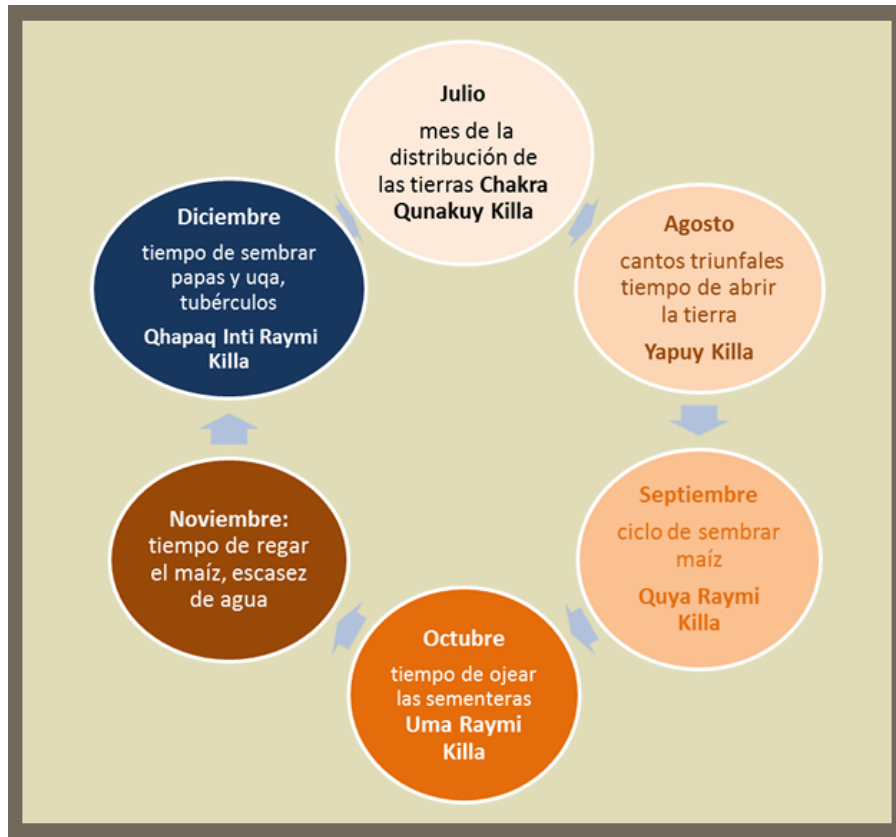 Julio
mes de la
distribución de
las tierras Chakra
Qunakuy Killa
Agosto
cantos triunfales
tiempo de abrir
la tierra
Yapuy Killa
Septiembre
ciclo de sembrar
maíz
Quya Raymi
Killa
Octubre
tiempo de ojear
las sementeras
Uma Raymi
Killa
Noviembre:
tiempo de regar
el maíz, escasez
de agua
Diciembre
tiempo de sembrar
papas y uqa,
tubérculos
Qhapaq Inti Raymi
Killa